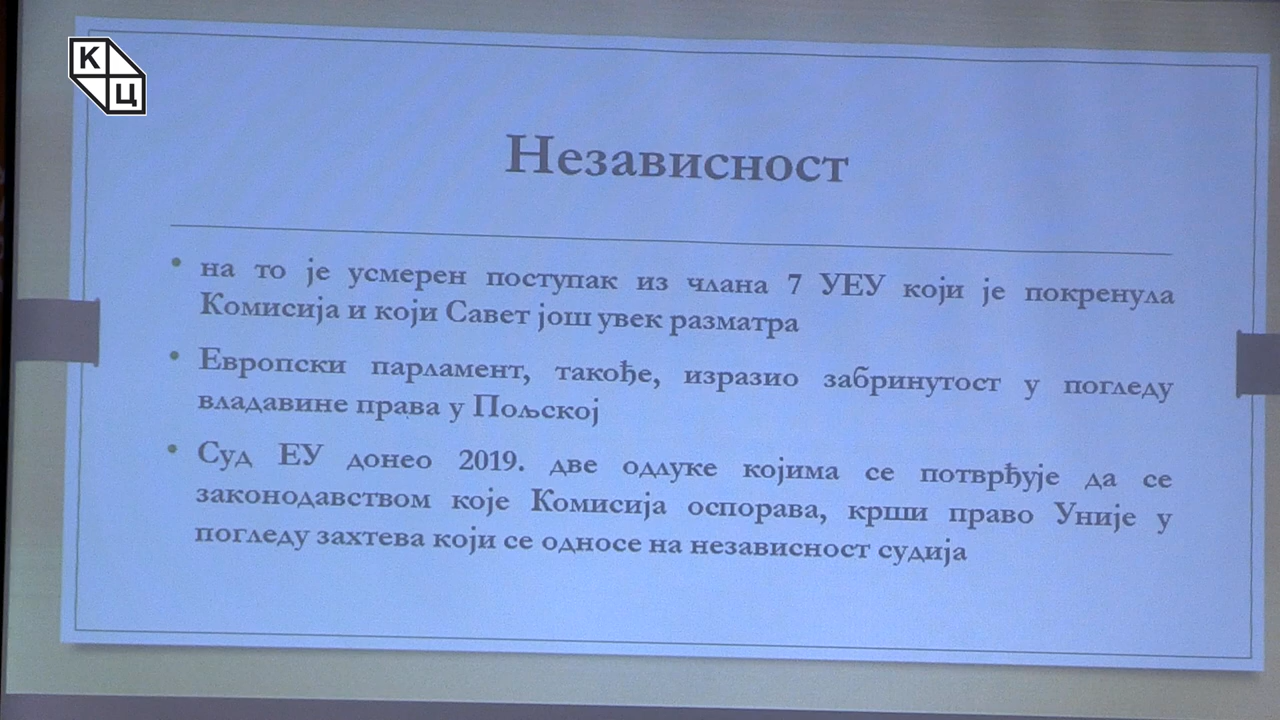 К
Ц
Независност
• на то је усмерен поступак из члана 7 УЕУ који је покренула
Комисија и који Савет још увек разматра
• Европски парламент, такође, изразио забринутост у погледу
владавине права у Пољској
• Суд ЕУ донео 2019. две одлуке којима се потврђује да се
законодавством које Комисија оспорава, крши право Уније у
погледу захтева који се односе на независност судија